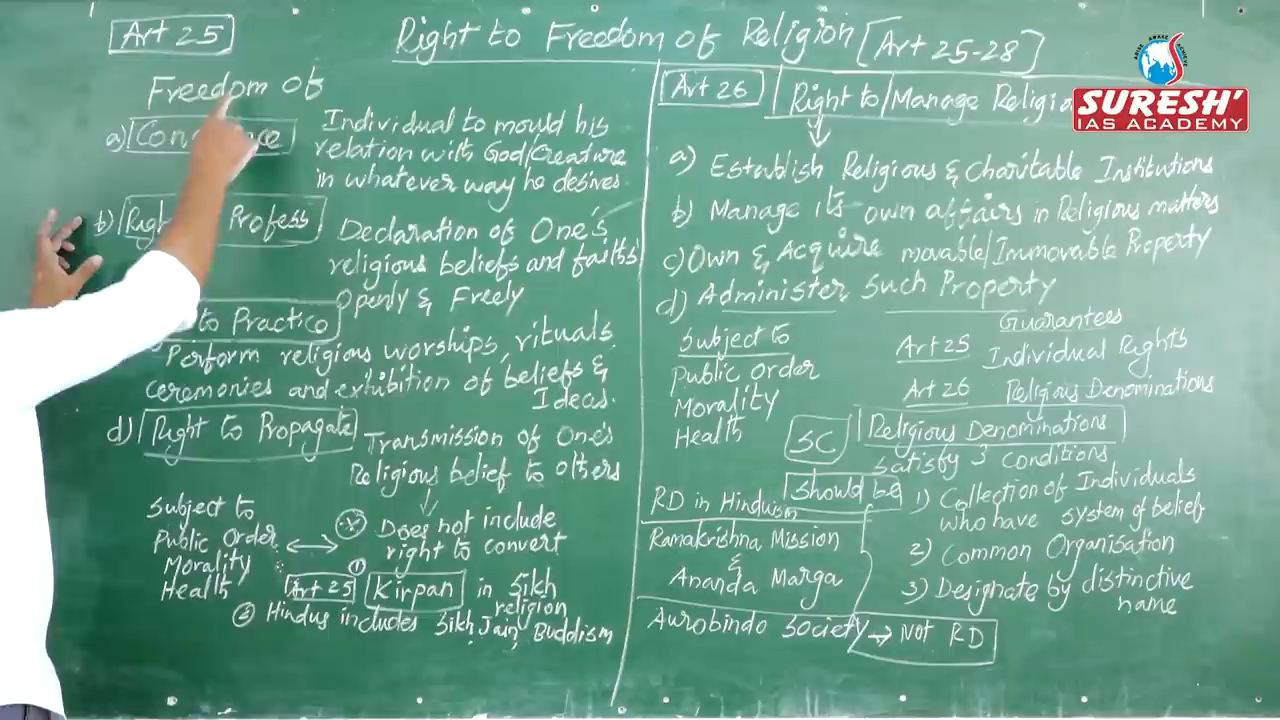 Right to Freedom of Religion [Art 25-28]
Art 25
Freedom of
a)
Individual to mould his
relation with God/Creature
in whatever way he desires.
b) Profess
Declaration of One's
religious beliefs and faiths
Openly & Freely
to Practice
Perform religious worships, rituals.
ceremonies and exhibition of beliefs &
Ideas.
d) Right to Propagate
Transmission of One's
Religious belief to others
Subject to
Public Order
Morality
Health
Does not include
right to convert
Art 25
① Kirpan in Sikh
religion
② Hindus includes Sikh, Jain, Buddism
Art 26
Right to Manage
a) Establish Religious & Charitable Institutions
b) Manage its own affairs in Religious matters
c) Own & Acquire movable/Immovable Property
d) Administer Such Property
Subject to
Public Order
Morality
Health
Guarantees
Art 25 Individual Rights
Art 26 Religious Denominations
SC
Should be
Religious Denominations
Satisfy 3 Conditions
1) Collection of Individuals
who have system of belief
2) Common Organisation
3) Designate by distinctive
name
RD in Hinduism
Ramakrishna Mission
&
Ananda Marga
Aurobindo Society → Not RD
ARISE AWAKE ACHIEVE
SURESH'
IAS ACADEMY